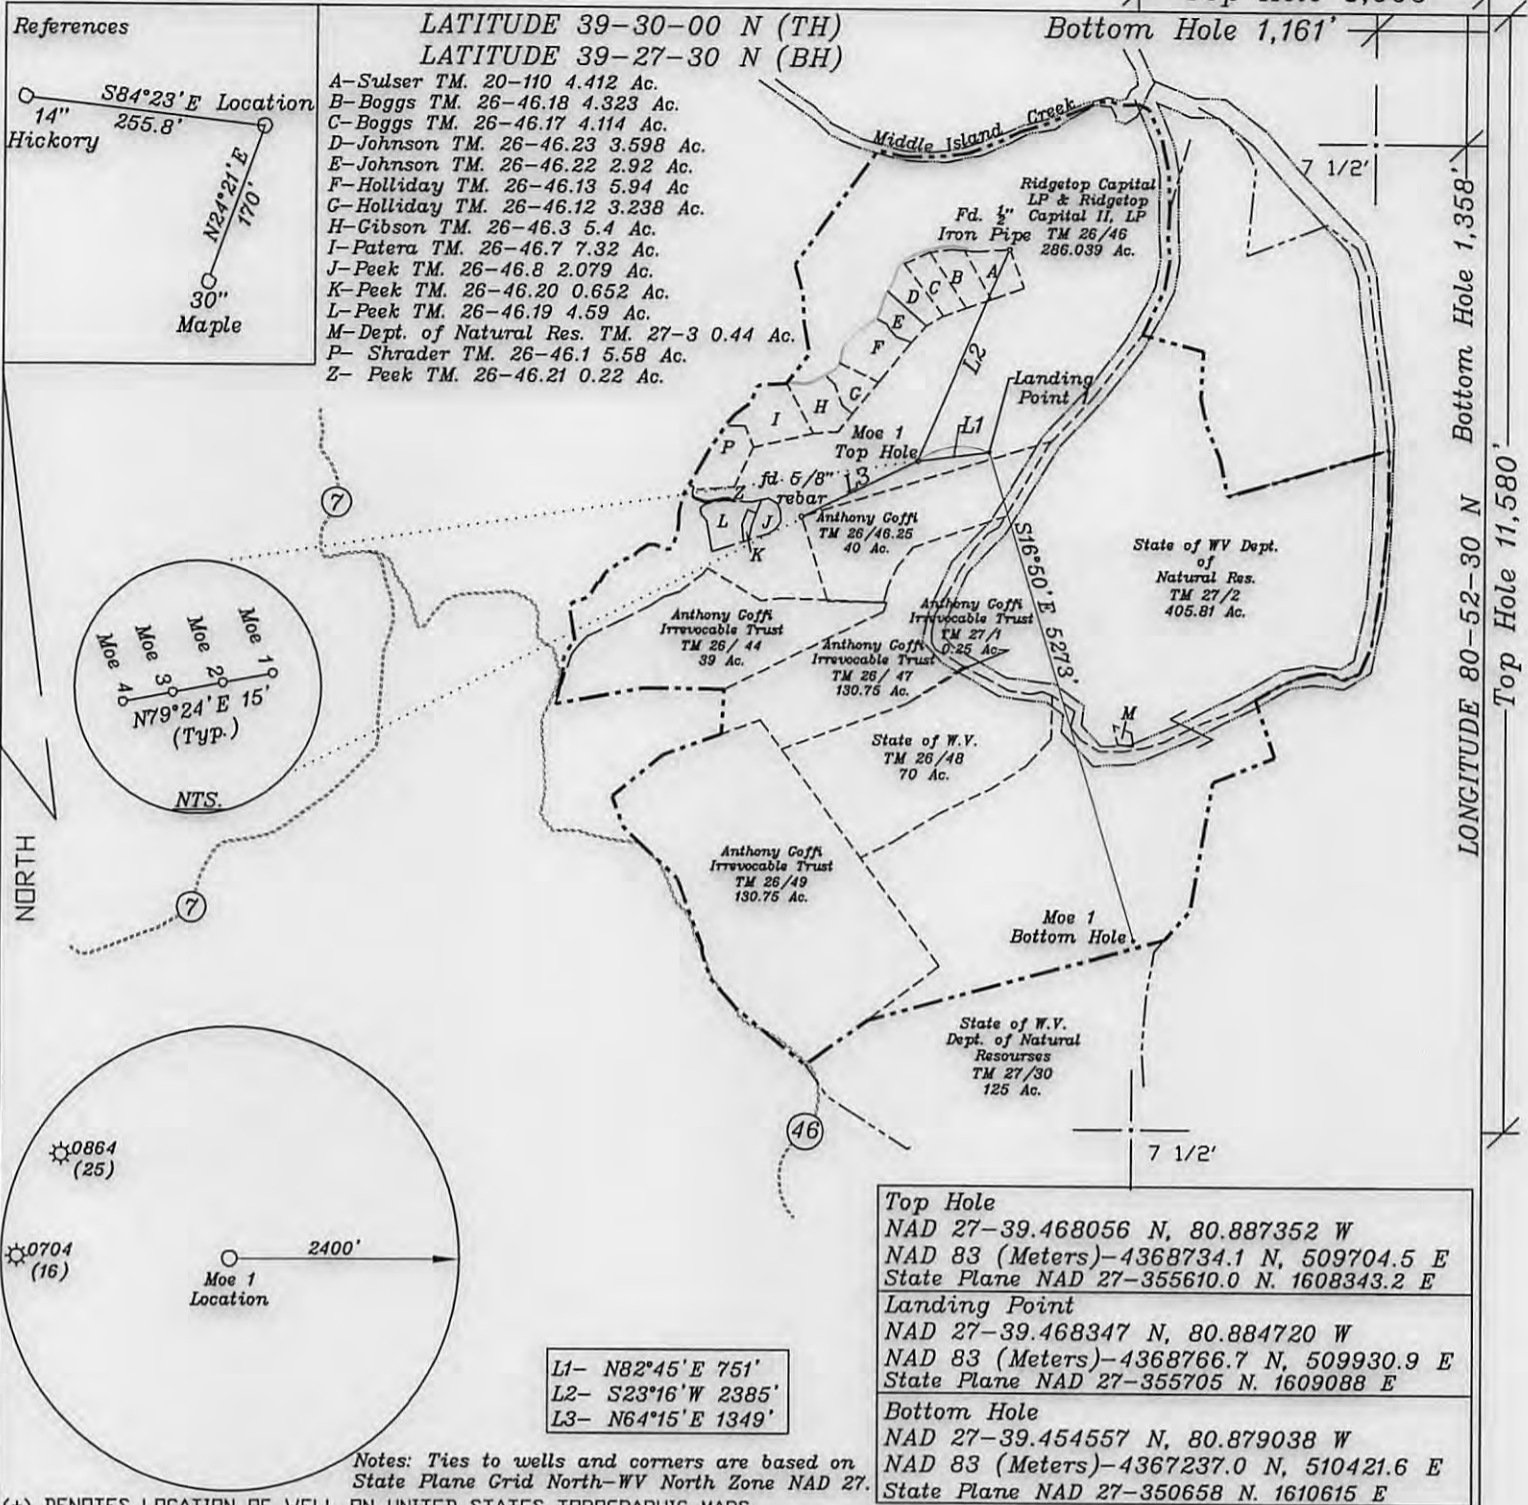 Bottom Hole 1,161'
References
S84°23'E Location
255.8'
14"
Hickory
N24°21'E
170'
30"
Maple
LATITUDE 39-30-00 N (TH)
LATITUDE 39-27-30 N (BH)
A-Sulser TM. 20-110 4.412 Ac.
B-Boggs TM. 26-46.18 4.323 Ac.
C-Boggs TM. 26-46.17 4.114 Ac.
D-Johnson TM. 26-46.23 3.598 Ac.
E-Johnson TM. 26-46.22 2.92 Ac.
F-Holliday TM. 26-46.13 5.94 Ac
G-Holliday TM. 26-46.12 3.238 Ac.
H-Gibson TM. 26-46.3 5.4 Ac.
I-Patera TM. 26-46.7 7.32 Ac.
J-Peek TM. 26-46.8 2.079 Ac.
K-Peek TM. 26-46.20 0.652 Ac.
L-Peek TM. 26-46.19 4.59 Ac.
M-Dept. of Natural Res. TM. 27-3 0.44 Ac.
P- Shrader TM. 26-46.1 5.58 Ac.
Z- Peek TM. 26-46.21 0.22 Ac.
Middle Island Creek
7 1/2'
Ridgetop Capital
LP & Ridgetop
Capital II, LP
TM 26/46
286.039 Ac.
Fd. 1/2"
Iron Pipe
A
B
C
D
E
F
G
H
I
P
L2
Landing
Point 1
L1
Moe 1
Top Hole
L3
fd. 5/8"
rebar
Z
L
J
K
Anthony Goffi
TM 26/46.25
40 Ac.
S16°50'E 5273'
State of WV Dept.
of
Natural Res.
TM 27/2
405.81 Ac.
Bottom Hole 1,358'
LONGITUDE 80-52-30 N
Top Hole 11,580'
7
Moe 1
Moe 2
Moe 3
Moe 4
N79°24'E 15'
(Typ.)
NTS.
NORTH
7
Anthony Goffi
Irrevocable Trust
TM 26/ 44
39 Ac.
Anthony Goffi
Irrevocable Trust
TM 27/1
0.25 Ac.
Anthony Goffi
Irrevocable Trust
TM 26/ 47
130.75 Ac.
State of W.V.
TM 26/48
70 Ac.
M
Anthony Goffi
Irrevocable Trust
TM 26/49
130.75 Ac.
Moe 1
Bottom Hole
State of W.V.
Dept. of Natural
Resourses
TM 27/30
125 Ac.
46
7 1/2'
0864
(25)
0704
(16)
2400'
Moe 1
Location
L1- N82°45'E 751'
L2- S23°16'W 2385'
L3- N64°15'E 1349'
Top Hole
NAD 27-39.468056 N, 80.887352 W
NAD 83 (Meters)-4368734.1 N, 509704.5 E
State Plane NAD 27-355610.0 N. 1608343.2 E
Landing Point
NAD 27-39.468347 N, 80.884720 W
NAD 83 (Meters)-4368766.7 N, 509930.9 E
State Plane NAD 27-355705 N. 1609088 E
Bottom Hole
NAD 27-39.454557 N, 80.879038 W
NAD 83 (Meters)-4367237.0 N, 510421.6 E
State Plane NAD 27-350658 N. 1610615 E
Notes: Ties to wells and corners are based on
State Plane Grid North-WV North Zone NAD 27.
(+) DENOTES LOCATION OF WELL ON UNITED STATES TOPOGRAPHIC MAPS